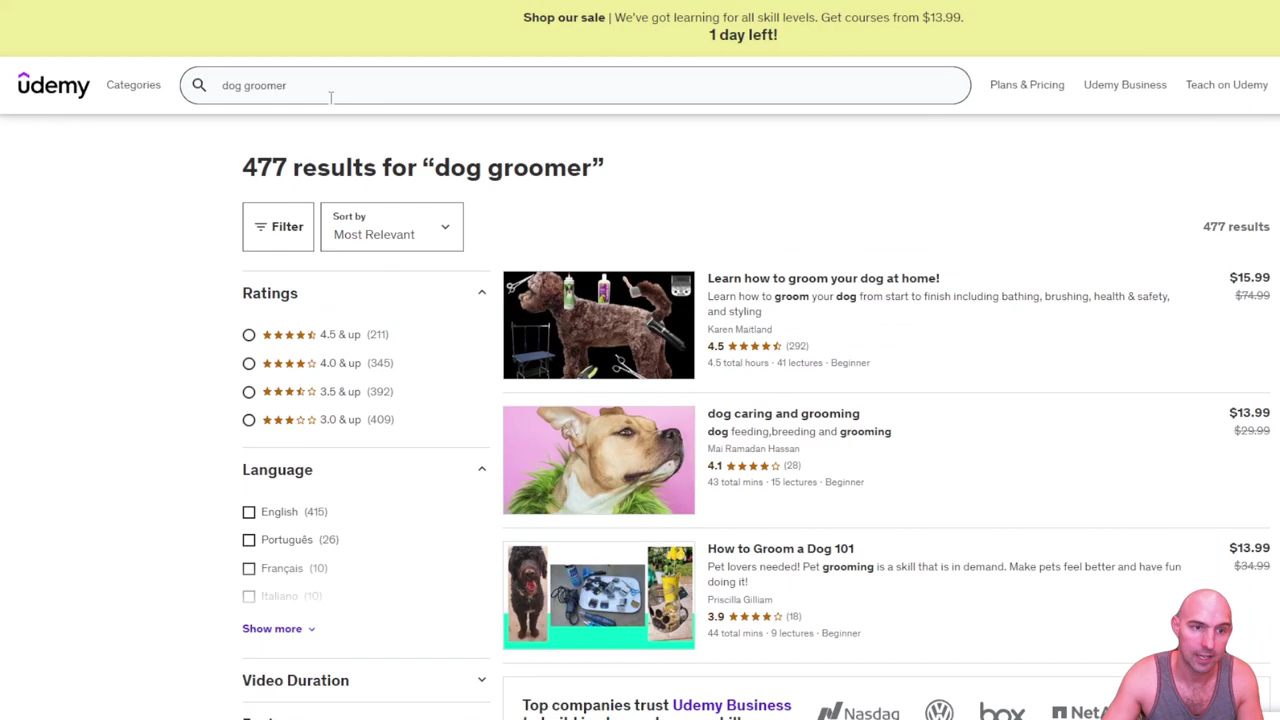 Shop our sale | We've got learning for all skill levels. Get courses from $13.99.
1 day left!
ûdemy
Categories
dog groomer
Plans & Pricing
Udemy Business
Teach on Udemy
477 results for “dog groomer”
Filter
Sort by
Most Relevant
477 results
Ratings
4.5 & up (211)
4.0 & up (345)
3.5 & up (392)
3.0 & up (409)
Language
English (415)
Português (26)
Français (10)
Italiano (10)
Show more
Video Duration
Learn how to groom your dog at home!
$15.99
Learn how to groom your dog from start to finish including bathing, brushing, health & safety,
$74.99
and styling
Karen Maitland
4.5 (292)
4.5 total hours · 41 lectures · Beginner
dog caring and grooming
$13.99
dog feeding,breeding and grooming
$29.99
Mai Ramadan Hassan
4.1 (28)
43 total mins · 15 lectures · Beginner
How to Groom a Dog 101
$13.99
Pet lovers needed! Pet grooming is a skill that is in demand. Make pets feel better and have fun
$34.99
doing it!
Priscilla Gilliam
3.9 (18)
44 total mins · 9 lectures · Beginner
Top companies trust Udemy Business
Nasdaq
box